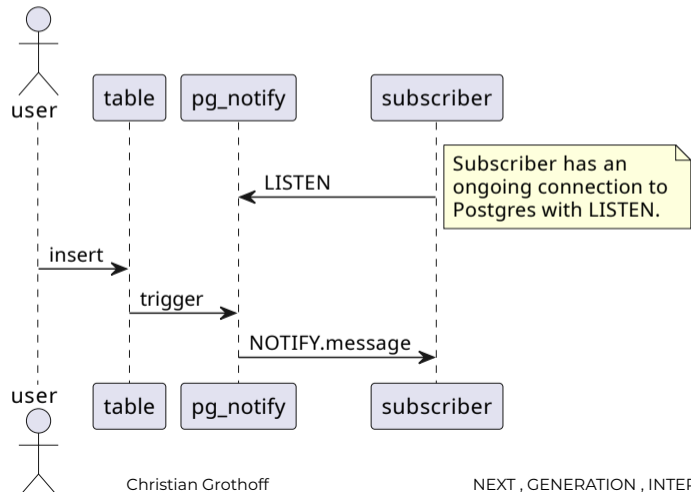 user
table
pg_notify
subscriber
Subscriber has an
ongoing connection to
Postgres with LISTEN.
LISTEN
insert
trigger
NOTIFY.message
user
table
pg_notify
subscriber
Christian Grothoff
NEXT , GENERATION ,